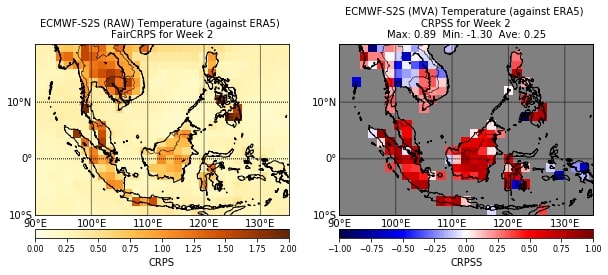 ECMWF-S2S (RAW) Temperature (against ERA5)
FairCRPS for Week 2
10°N
0°
10°S
90°E 100°E 110°E 120°E 130°E
0.00 0.25 0.50 0.75 1.00 1.25 1.50 1.75 2.00
CRPS
ECMWF-S2S (MVA) Temperature (against ERA5)
CRPSS for Week 2
Max: 0.89 Min: -1.30 Ave: 0.25
10°N
0°
10°S
90°E 100°E 110°E 120°E 130°E
−1.00 −0.75 −0.50 −0.25 0.00 0.25 0.50 0.75 1.00
CRPSS